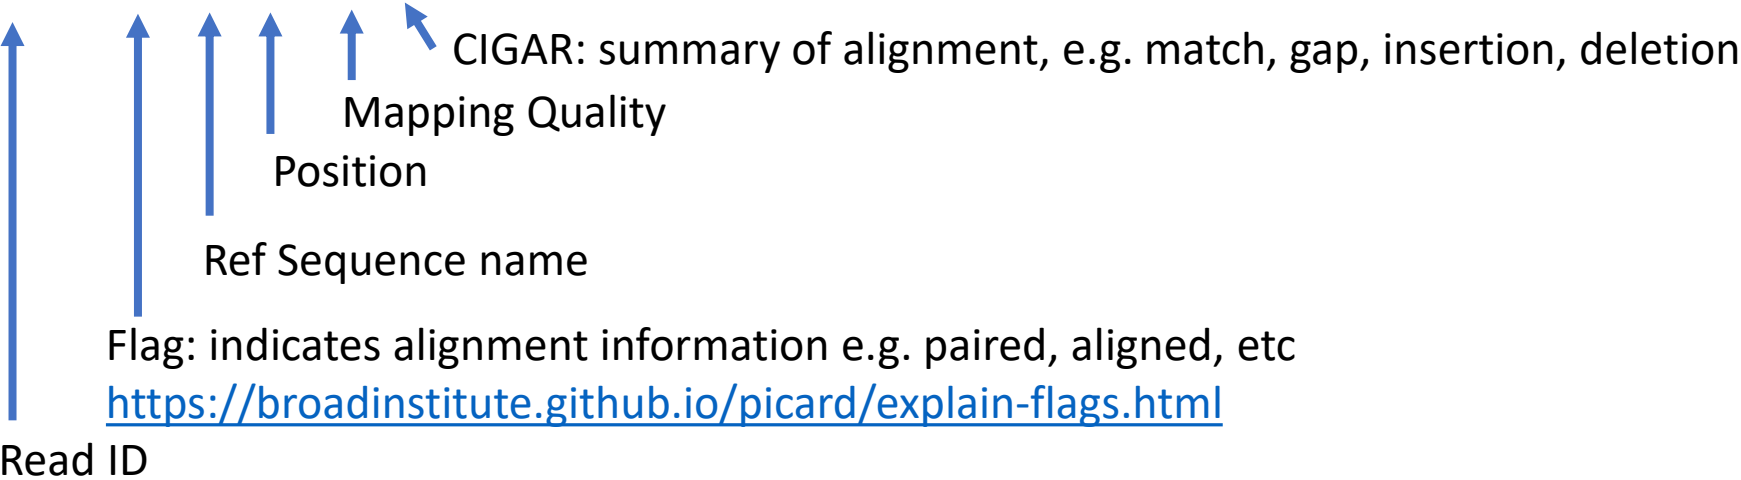 CIGAR: summary of alignment, e.g. match, gap, insertion, deletion
Mapping Quality
Position
Ref Sequence name
Flag: indicates alignment information e.g. paired, aligned, etc
https://broadinstitute.github.io/picard/explain-flags.html
Read ID